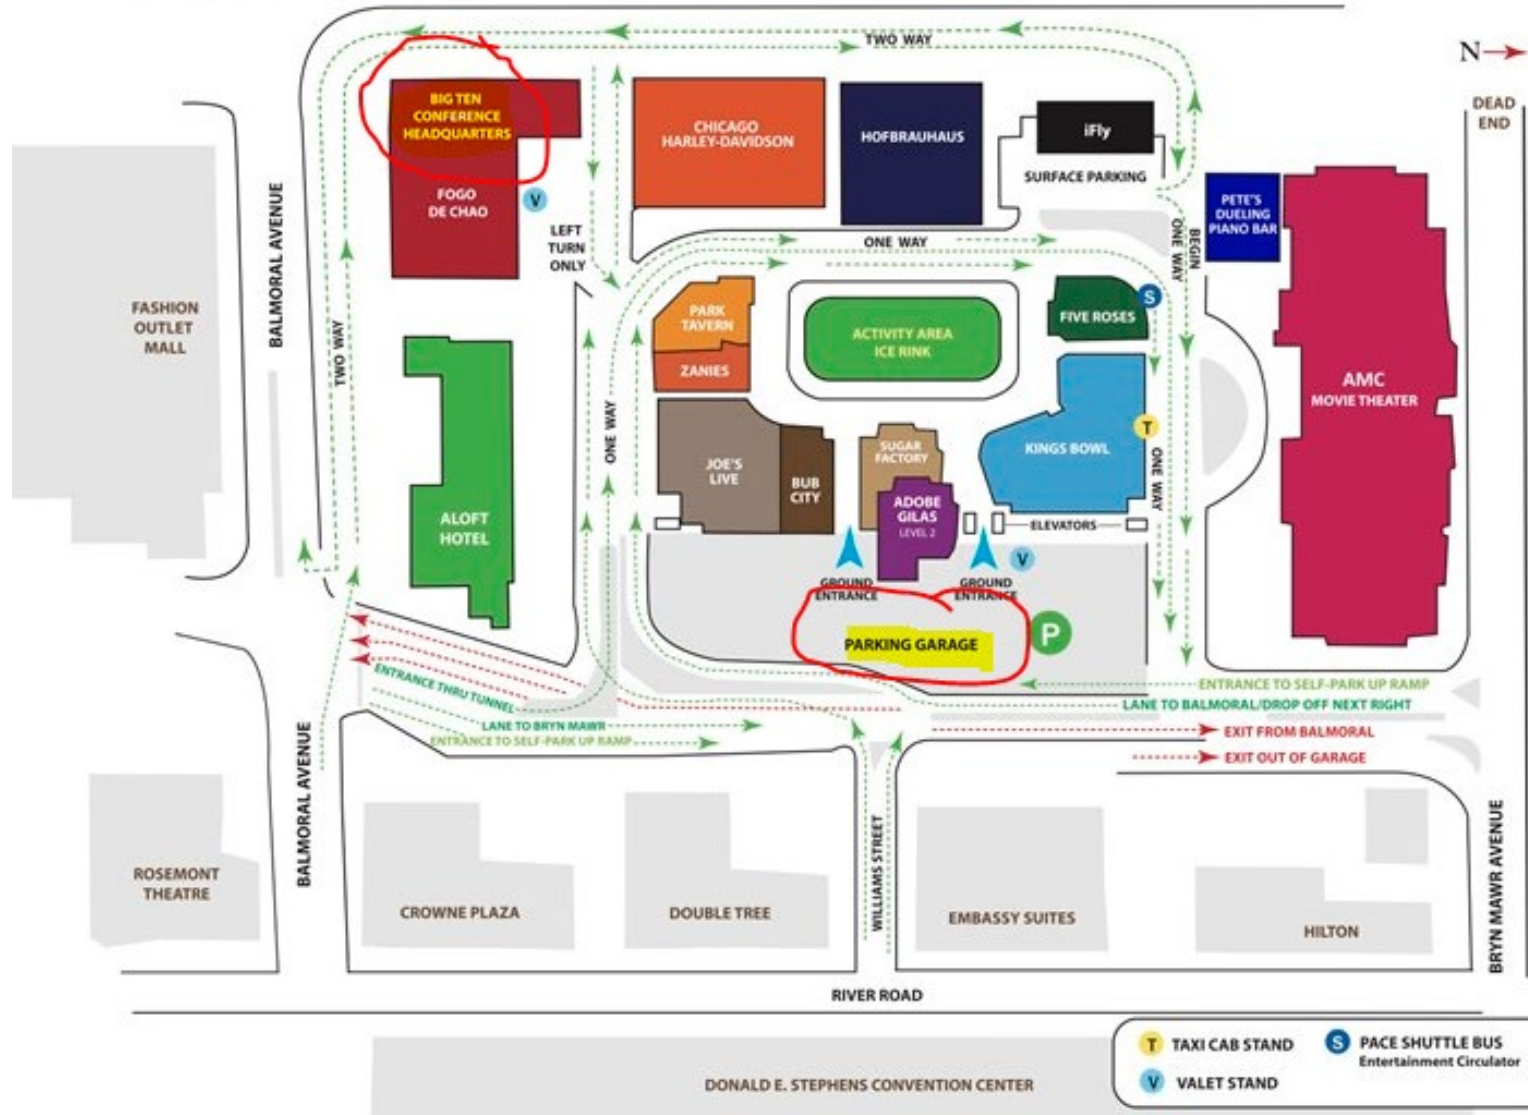 TWO WAY
N
DEAD
END
BIG TEN
CONFERENCE
HEADQUARTERS
CHICAGO
HARLEY-DAVIDSON
HOFBRAUHAUS
iFly
SURFACE PARKING
FOGO
DE CHAO
V
LEFT
TURN
ONLY
ONE WAY
BEGIN
ONE WAY
PETE'S
DUELING
PIANO BAR
BALMORAL AVENUE
FASHION
OUTLET
MALL
TWO WAY
PARK
TAVERN
ZANIES
ACTIVITY AREA
ICE RINK
S
FIVE ROSES
AMC
MOVIE THEATER
ONE WAY
JOE'S
LIVE
BUB
CITY
SUGAR
FACTORY
ADOBE
GILAS
LEVEL 2
KINGS BOWL
T
ONE WAY
ELEVATORS
ALOFT
HOTEL
GROUND
ENTRANCE
GROUND
ENTRANCE
V
PARKING GARAGE
P
ENTRANCE THRU TUNNEL
LANE TO BRYN MAWR
ENTRANCE TO SELF-PARK UP RAMP
ENTRANCE TO SELF-PARK UP RAMP
LANE TO BALMORAL/DROP OFF NEXT RIGHT
EXIT FROM BALMORAL
EXIT OUT OF GARAGE
BALMORAL AVENUE
ROSEMONT
THEATRE
CROWNE PLAZA
DOUBLE TREE
WILLIAMS STREET
EMBASSY SUITES
HILTON
BRYN MAWR AVENUE
RIVER ROAD
DONALD E. STEPHENS CONVENTION CENTER
T TAXI CAB STAND
S PACE SHUTTLE BUS
Entertainment Circulator
V VALET STAND